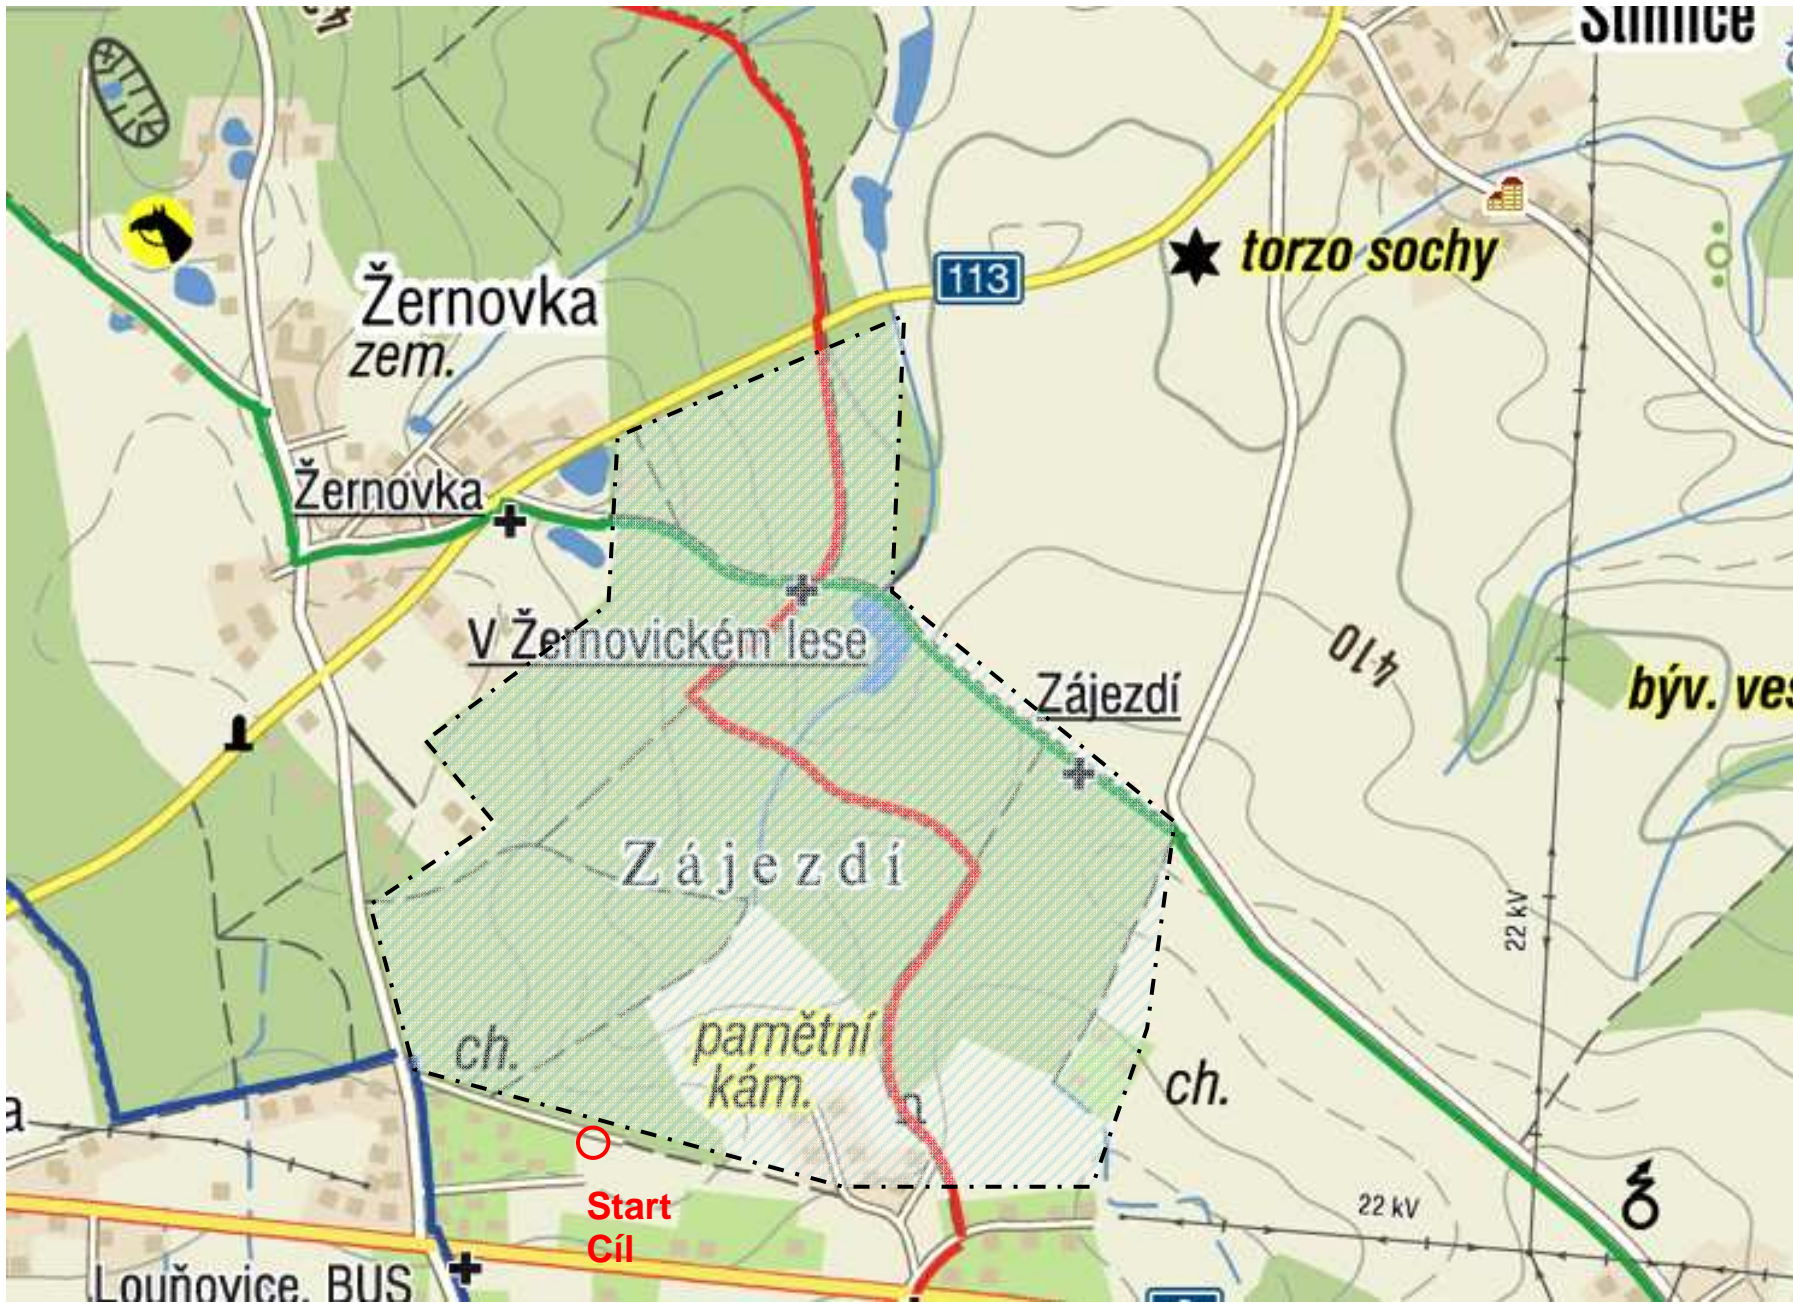 Stihlice
torzo sochy
113
Žernovka
zem.
Žernovka
V Žernovickém lese
410
Zájezdí
býv. ves
Zájezdí
22 kV
pamětní
kám.
ch.
ch.
a
Start
Cíl
22 kV
Louňovice, BUS